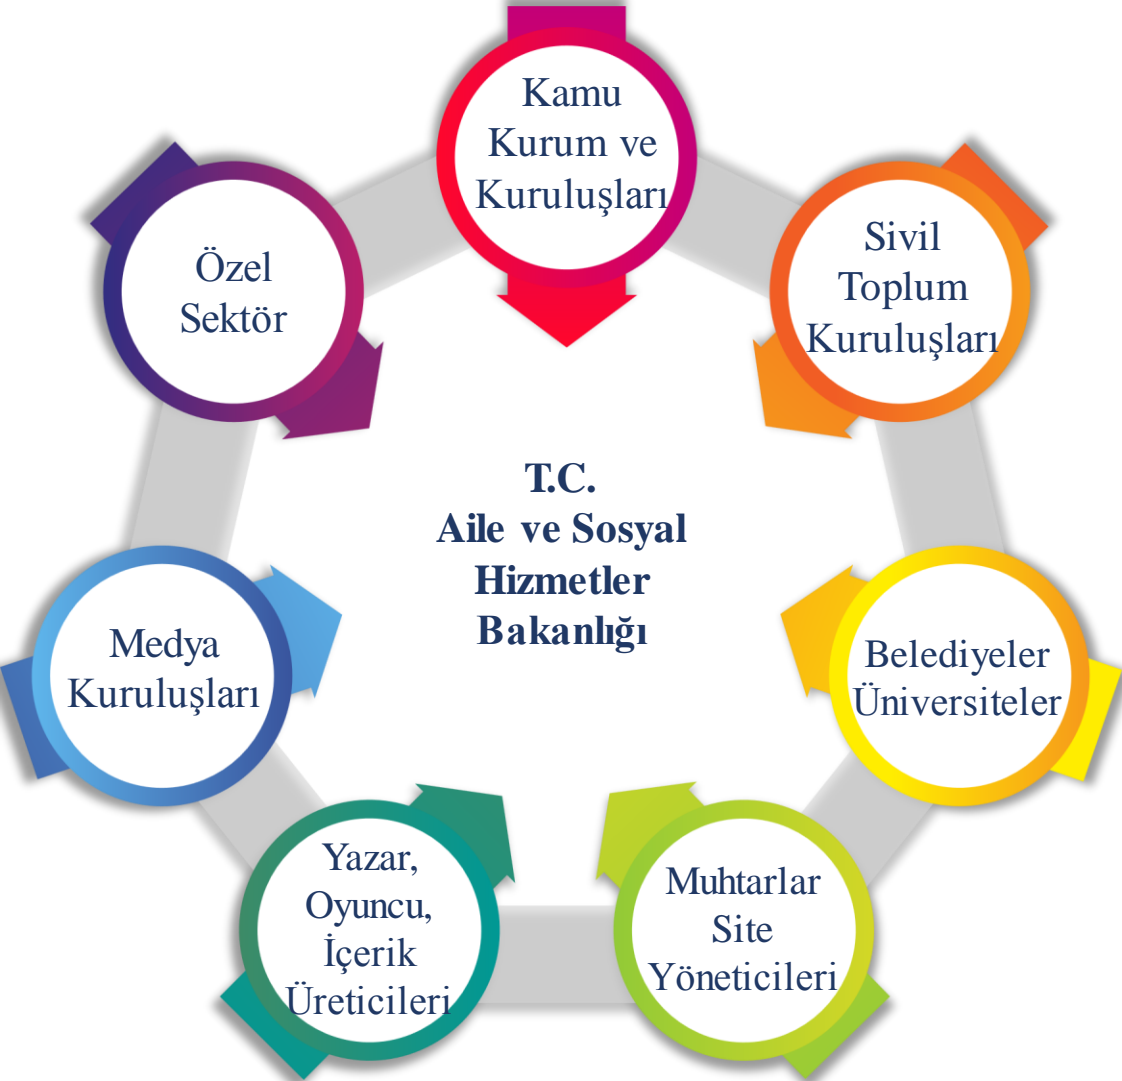 Kamu
Kurum ve
Kuruluşları
Sivil
Toplum
Kuruluşları
Özel
Sektör
T.C.
Aile ve Sosyal
Hizmetler
Bakanlığı
Belediyeler
Üniversiteler
Medya
Kuruluşları
Muhtarlar
Site
Yöneticileri
Yazar,
Oyuncu,
İçerik
Üreticileri